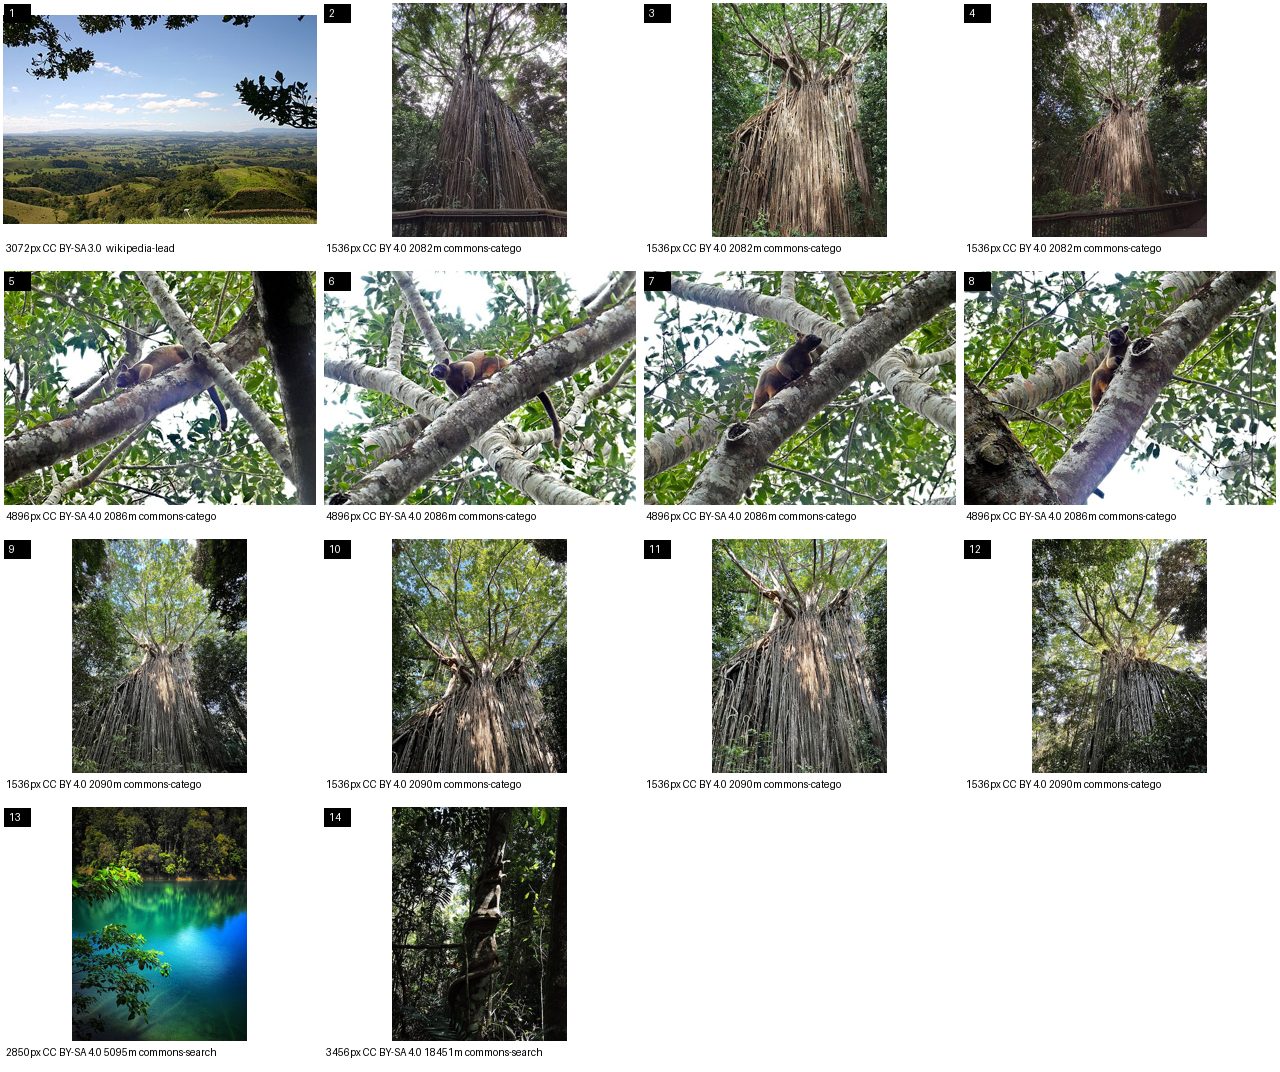 1
2
3
4
3072px CC BY-SA 3.0 wikipedia-lead
1536px CC BY 4.0 2082m commons-catego
1536px CC BY 4.0 2082m commons-catego
1536px CC BY 4.0 2082m commons-catego
5
6
7
8
4896px CC BY-SA 4.0 2086m commons-catego
4896px CC BY-SA 4.0 2086m commons-catego
4896px CC BY-SA 4.0 2086m commons-catego
4896px CC BY-SA 4.0 2086m commons-catego
9
10
11
12
1536px CC BY 4.0 2090m commons-catego
1536px CC BY 4.0 2090m commons-catego
1536px CC BY 4.0 2090m commons-catego
1536px CC BY 4.0 2090m commons-catego
13
14
2850px CC BY-SA 4.0 5095m commons-search
3456px CC BY-SA 4.0 18451m commons-search